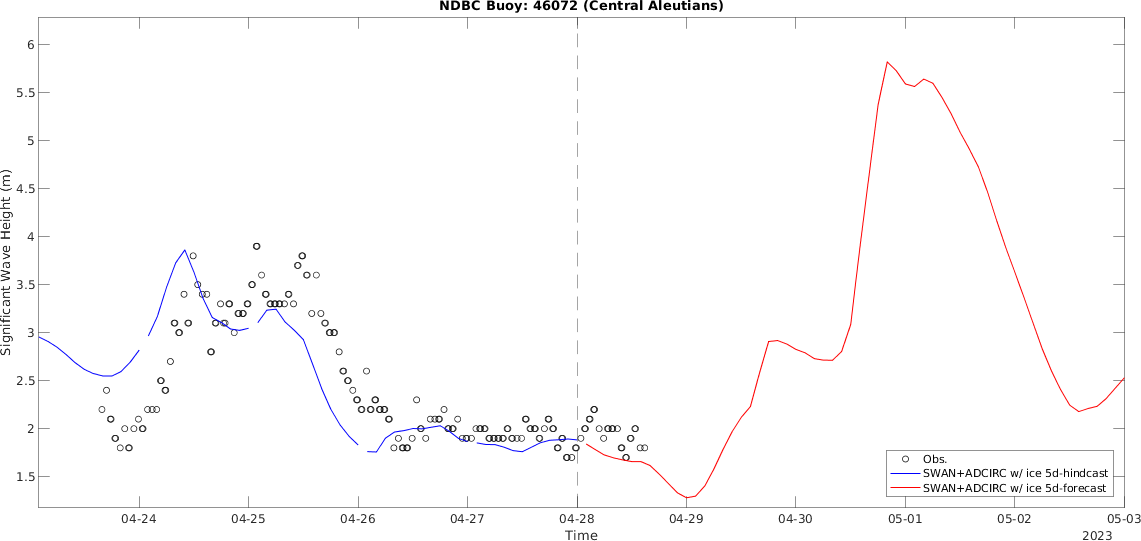 NDBC Buoy: 46072 (Central Aleutians)
Significant Wave Height (m)
6
5.5
5
4.5
4
3.5
3
2.5
2
1.5
Obs.
SWAN+ADCIRC w/ ice 5d-hindcast
SWAN+ADCIRC w/ ice 5d-forecast
04-24 04-25 04-26 04-27 04-28 04-29 04-30 05-01 05-02 05-03
Time
2023